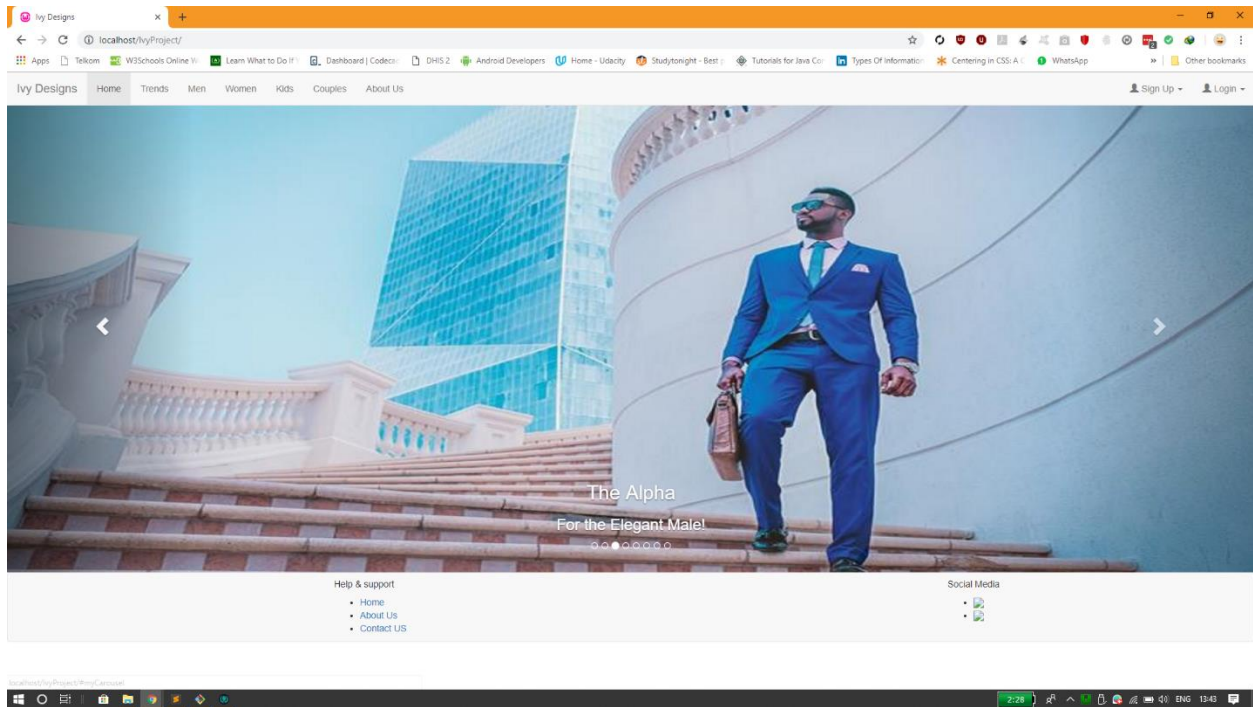 Ivy Designs
localhost/IvyProject/
Apps Telkom W3Schools Online W Learn What to Do If Dashboard | Codeca DHIS 2 Android Developers Home - Udacity Studytonight - Best Tutorials for Java Co Types Of Information Centering in CSS: A WhatsApp Other bookmarks
Ivy Designs Home Trends Men Women Kids Couples About Us Sign Up Login
The Alpha
For the Elegant Male!
Help & support Social Media
• Home
• About Us
• Contact US
localhost/IvyProject/#myCarousel
2:28 ENG 13:43